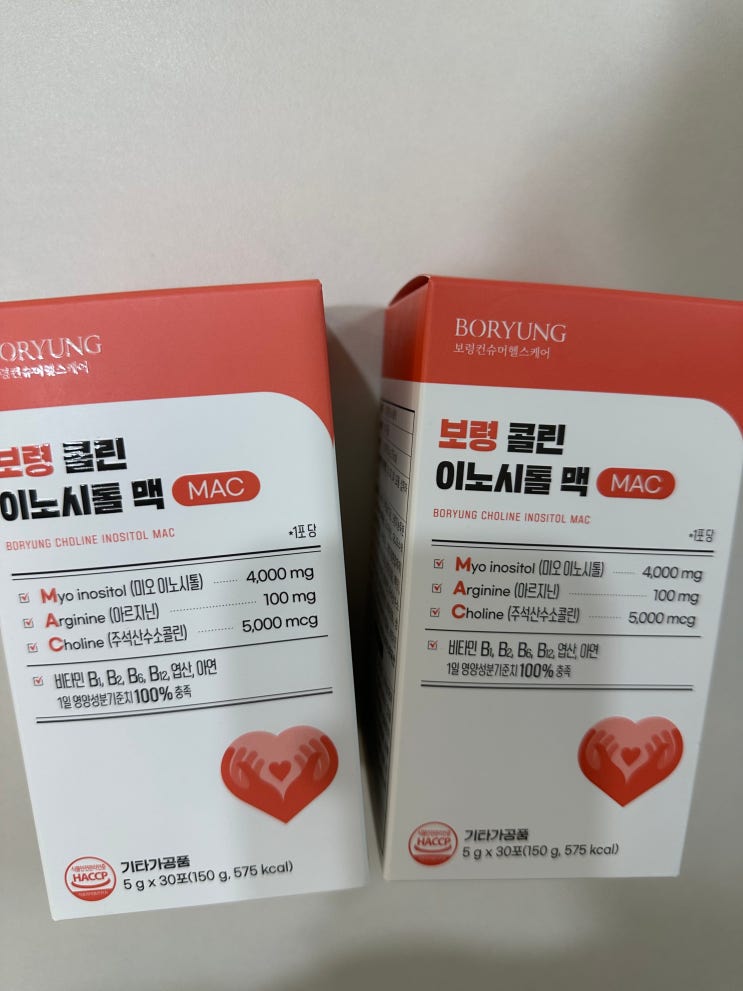 ORYUNG
령컨슈머헬스케어
보령 콜린
이노시톨 맥 MAC
BORYUNG CHOLINE INOSITOL MAC
*1포 당
Myo inositol (미오 이노시톨) 4,000 mg
Arginine (아르지닌) 100 mg
Choline (주석산수소콜린) 5,000 mcg
비타민 B1, B2, B6, B12, 엽산, 아연
1일 영양성분기준치 100% 충족
HACCP
기타가공품
5 g x 30포(150 g, 575 kcal)
BORYUNG
보령컨슈머헬스케어
보령 콜린
이노시톨 맥 MAC
BORYUNG CHOLINE INOSITOL MAC
*1포 당
Myo inositol (미오 이노시톨) 4,000 mg
Arginine (아르지닌) 100 mg
Choline (주석산수소콜린) 5,000 mcg
비타민 B1, B2, B6, B12, 엽산, 아연
1일 영양성분기준치 100% 충족
HACCP
기타가공품
5 g x 30포(150 g, 575 kcal)